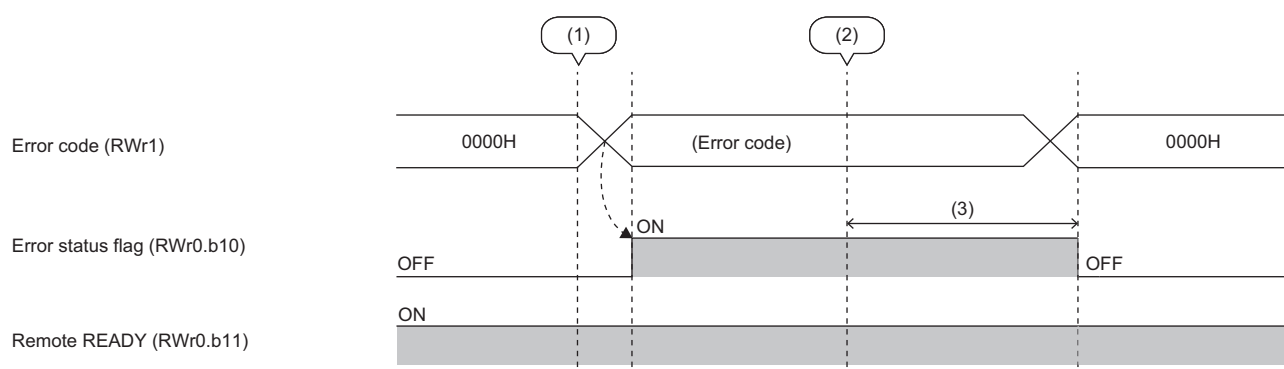 (1) (2)
Error code (RWr1) 0000H (Error code) 0000H
(3)
Error status flag (RWr0.b10) OFF ON OFF
ON
Remote READY (RWr0.b11)